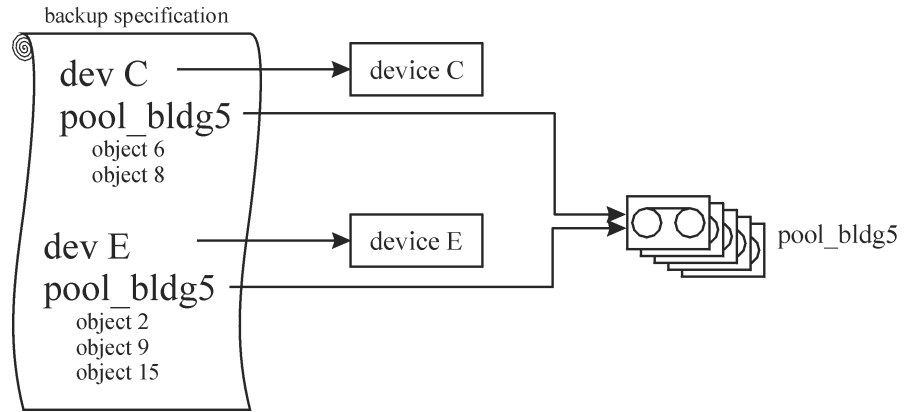 backup specification
dev C
pool_bldg5
object 6
object 8
dev E
pool_bldg5
object 2
object 9
object 15
device C
device E
pool_bldg5